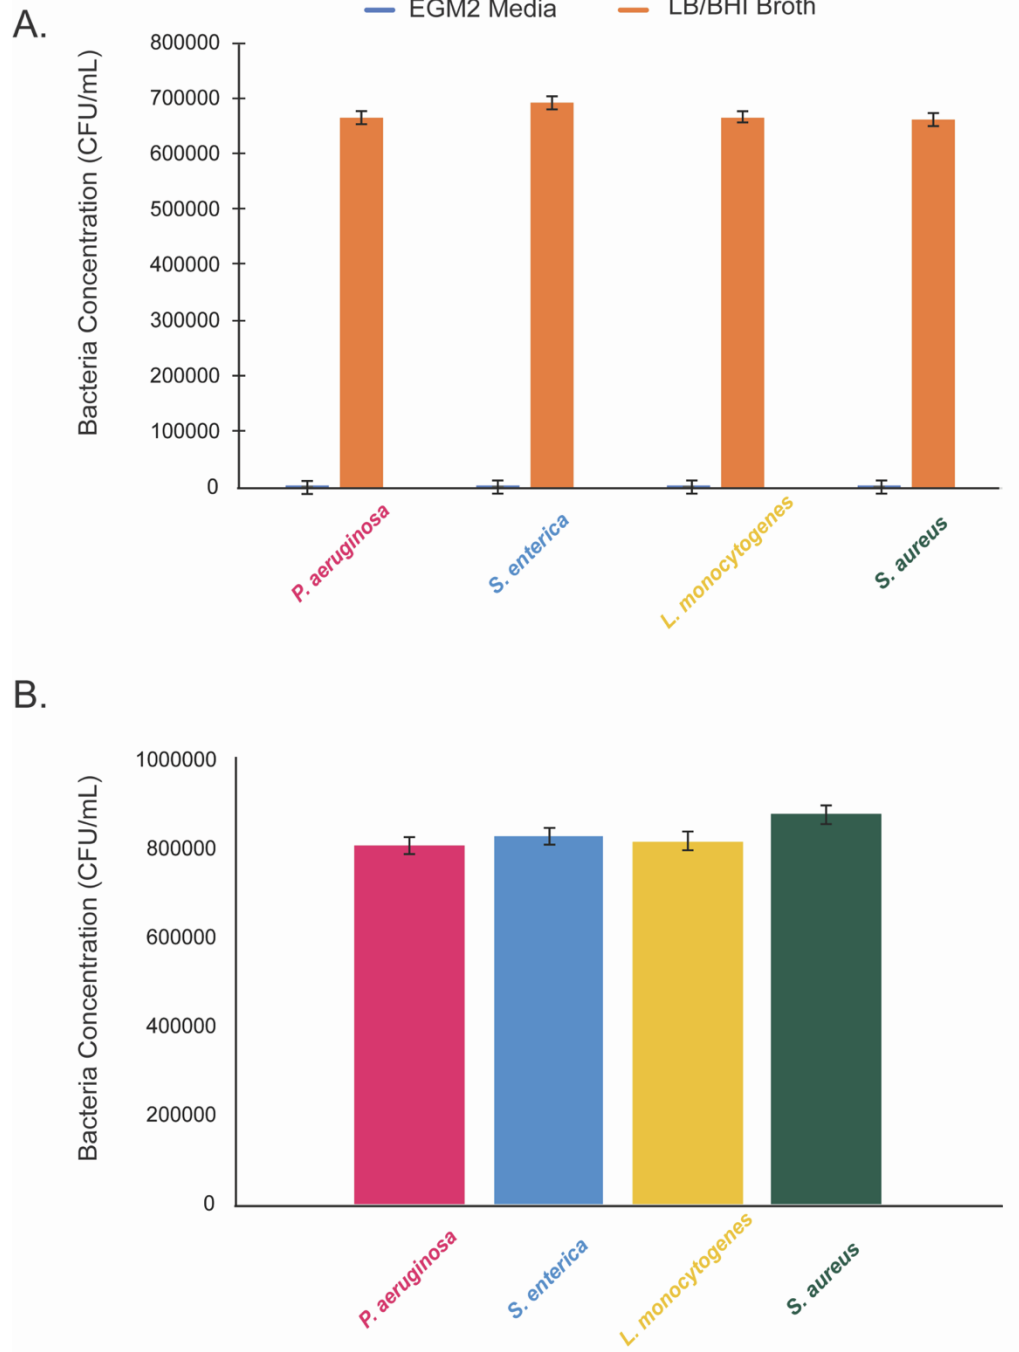 A.
EGM2 Media
LB/BHI Broth
Bacteria Concentration (CFU/mL)
800000
700000
600000
500000
400000
300000
200000
100000
0
P. aeruginosa
S. enterica
L. monocytogenes
S. aureus
B.
Bacteria Concentration (CFU/mL)
1000000
800000
600000
400000
200000
0
P. aeruginosa
S. enterica
L. monocytogenes
S. aureus